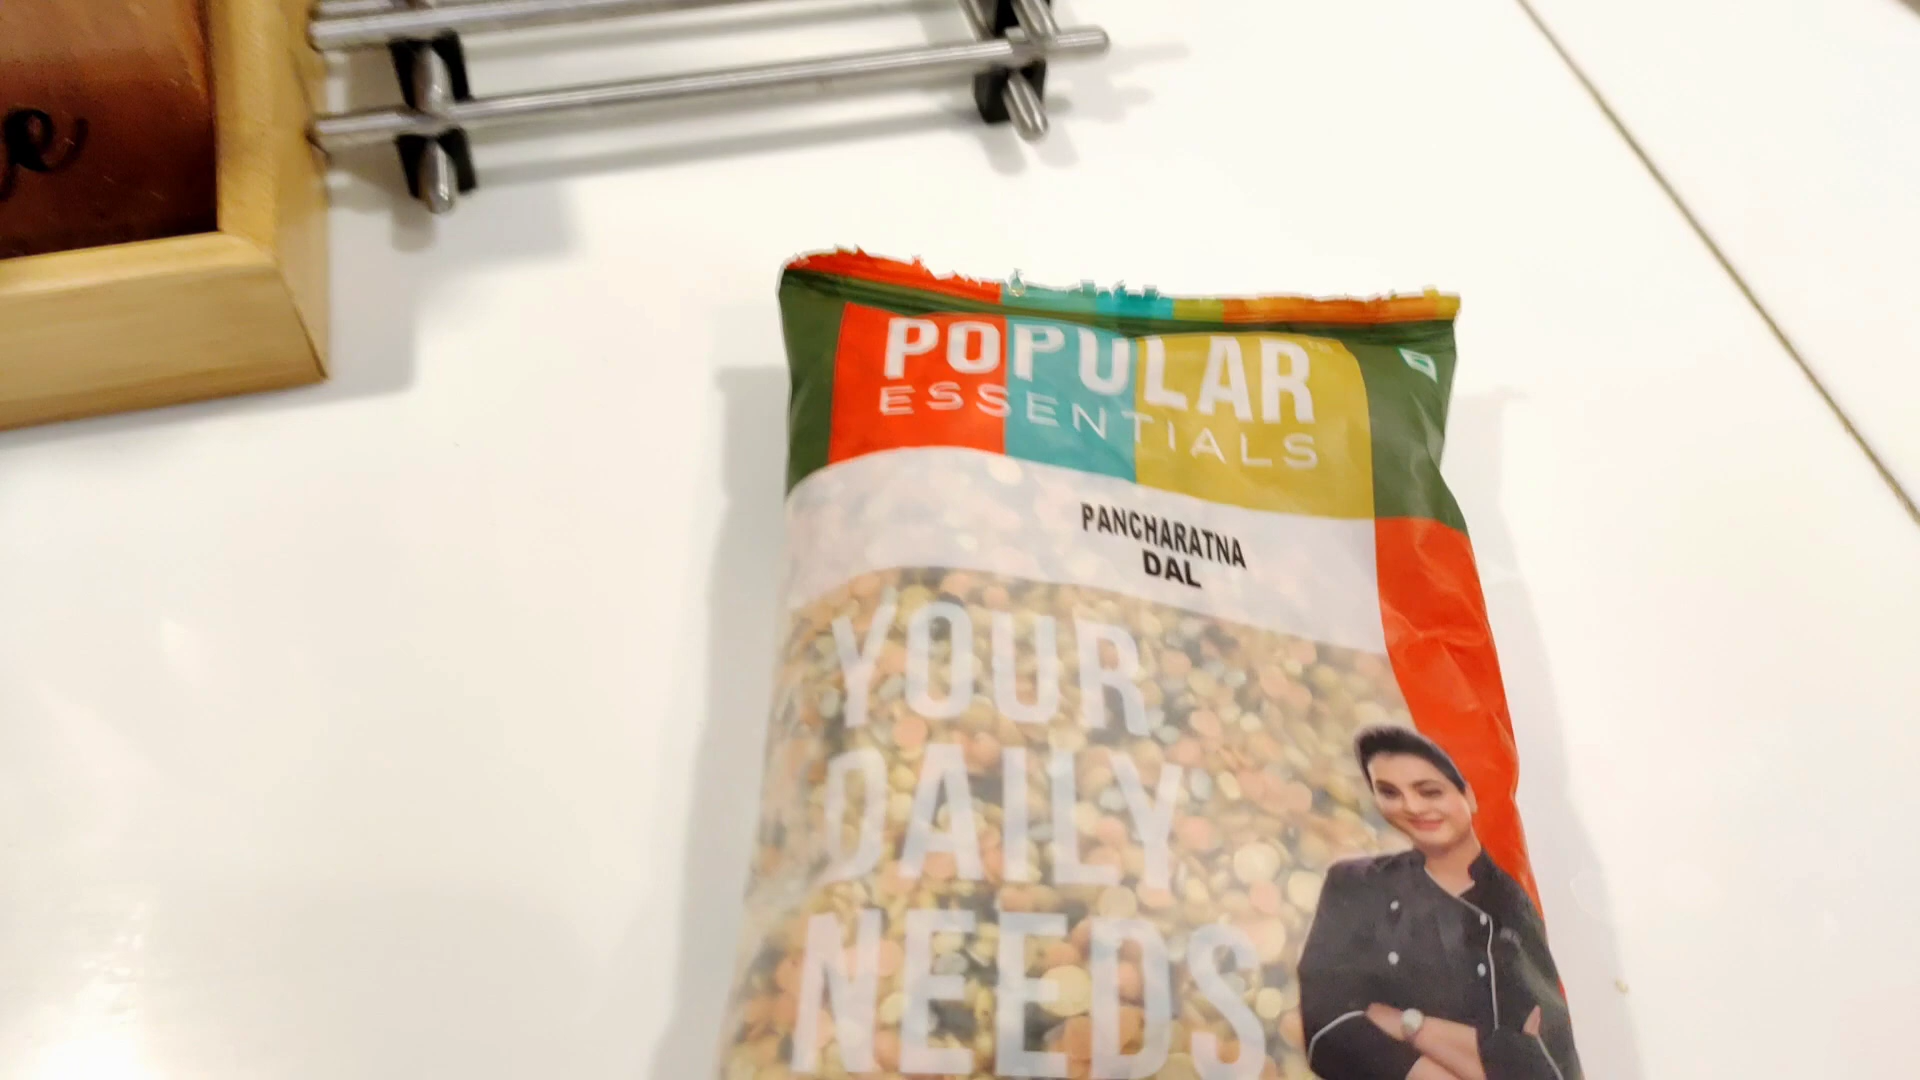 POPULAR
ESSENTIALS
PANCHARATNA
DAL
YOUR
DAILY
NEEDS